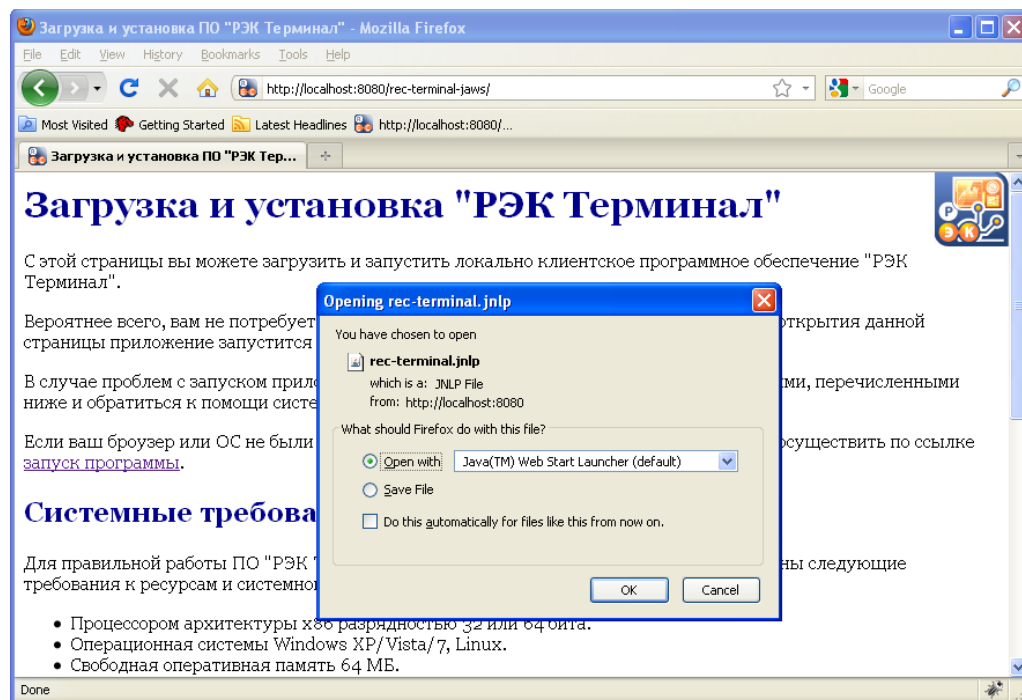 Загрузка и установка ПО "РЭК Терминал" - Mozilla Firefox
File Edit View History Bookmarks Tools Help
http://localhost:8080/rec-terminal-jaws/
Google
Most Visited Getting Started Latest Headlines http://localhost:8080/...
Загрузка и установка ПО "РЭК Тер...
Загрузка и установка "РЭК Терминал"
РЭК
С этой страницы вы можете загрузить и запустить локально клиентское программное обеспечение "РЭК
Терминал".
Вероятнее всего, вам не потребует
открытия данной
страницы приложение запустится
В случае проблем с запуском прило
ми, перечисленными
ниже и обратиться к помощи систе
Если ваш броузер или ОС не были
осуществить по ссылке
запуск программы.
Системные требова
Для правильной работы ПО "РЭК
ны следующие
требования к ресурсам и системно
• Процессором архитектуры x86 разрядностью 32 или 64 бита.
• Операционная системы Windows XP/Vista/7, Linux.
• Свободная оперативная память 64 МБ.
Opening rec-terminal.jnlp
You have chosen to open
rec-terminal.jnlp
which is a: JNLP File
from: http://localhost:8080
What should Firefox do with this file?
Open with Java(TM) Web Start Launcher (default)
Save File
Do this automatically for files like this from now on.
OK Cancel
Done